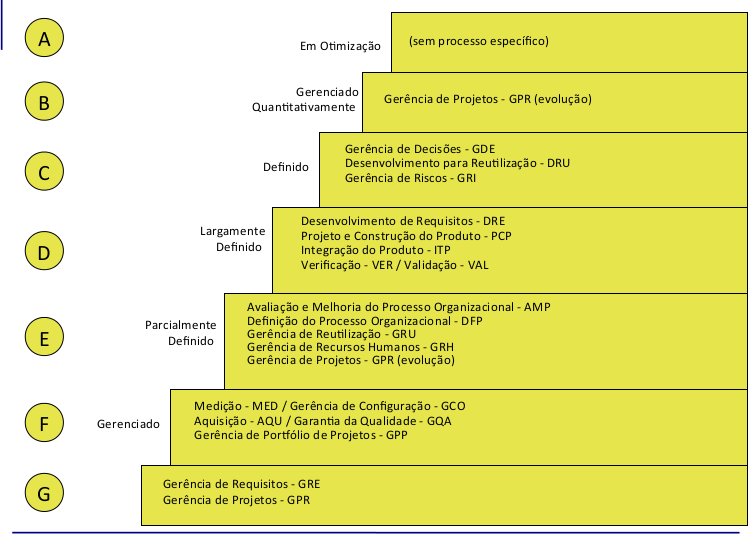 A
Em Otimização
(sem processo específico)
B
Gerenciado
Quantitativamente
Gerência de Projetos - GPR (evolução)
C
Definido
Gerência de Decisões - GDE
Desenvolvimento para Reutilização - DRU
Gerência de Riscos - GRI
D
Largamente
Definido
Desenvolvimento de Requisitos - DRE
Projeto e Construção do Produto - PCP
Integração do Produto - ITP
Verificação - VER / Validação - VAL
E
Parcialmente
Definido
Avaliação e Melhoria do Processo Organizacional - AMP
Definição do Processo Organizacional - DFP
Gerência de Reutilização - GRU
Gerência de Recursos Humanos - GRH
Gerência de Projetos - GPR (evolução)
F
Gerenciado
Medição - MED / Gerência de Configuração - GCO
Aquisição - AQU / Garantia da Qualidade - GQA
Gerência de Portfólio de Projetos - GPP
G
Gerência de Requisitos - GRE
Gerência de Projetos - GPR